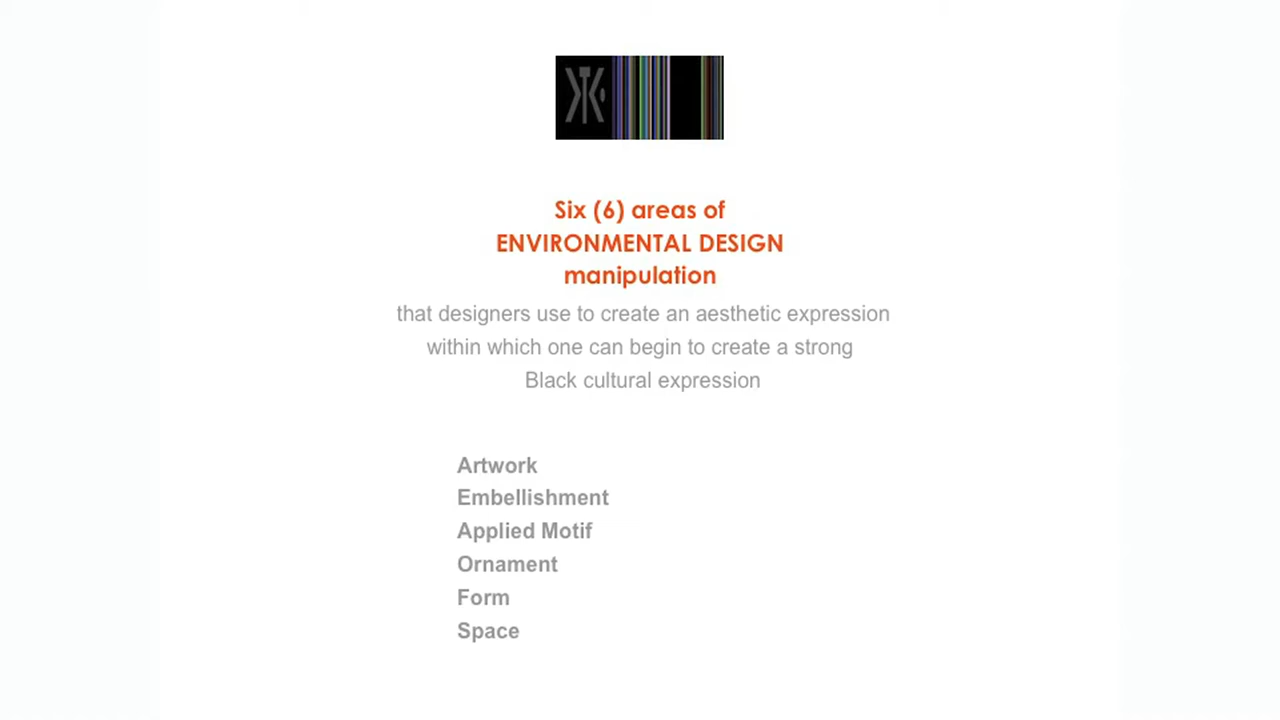 Six (6) areas of
ENVIRONMENTAL DESIGN
manipulation
that designers use to create an aesthetic expression
within which one can begin to create a strong
Black cultural expression
Artwork
Embellishment
Applied Motif
Ornament
Form
Space